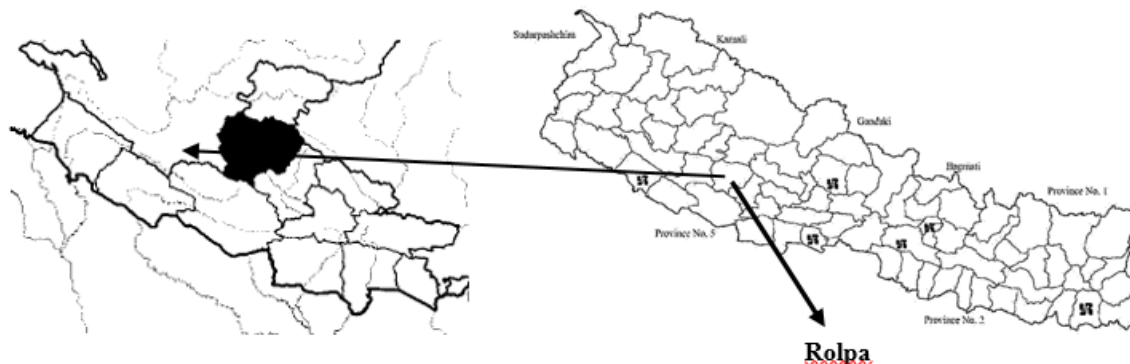 Sudurpashchim
Karnali
Gandaki
Bagmati
Province No. 1
Province No. 5
Province No. 2
Rolpa